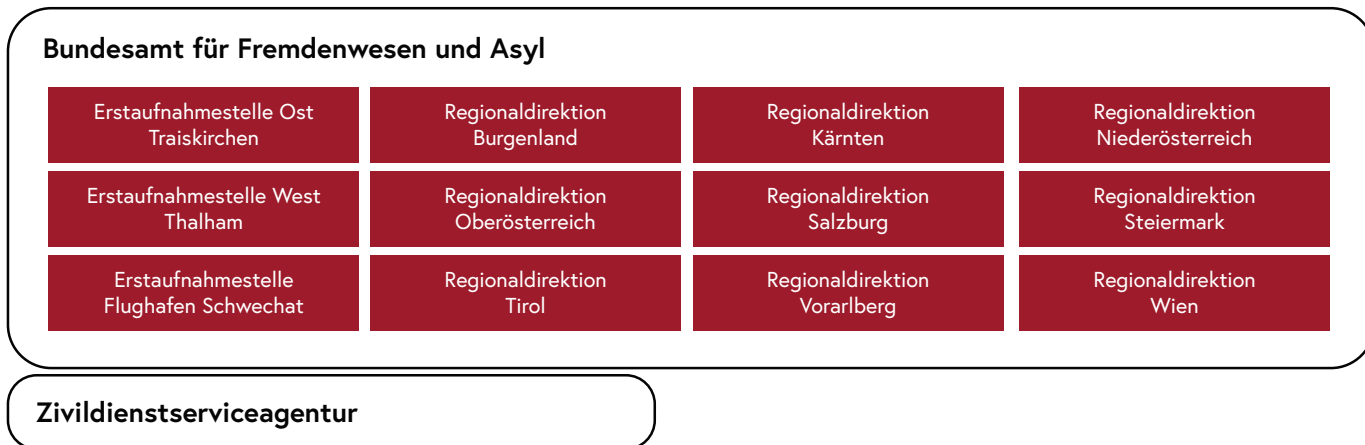 Bundesamt für Fremdenwesen und Asyl
Erstaufnahmestelle Ost
Traiskirchen
Regionaldirektion
Burgenland
Regionaldirektion
Kärnten
Regionaldirektion
Niederösterreich
Erstaufnahmestelle West
Thalham
Regionaldirektion
Oberösterreich
Regionaldirektion
Salzburg
Regionaldirektion
Steiermark
Erstaufnahmestelle
Flughafen Schwechat
Regionaldirektion
Tirol
Regionaldirektion
Vorarlberg
Regionaldirektion
Wien
Zivildienstserviceagentur